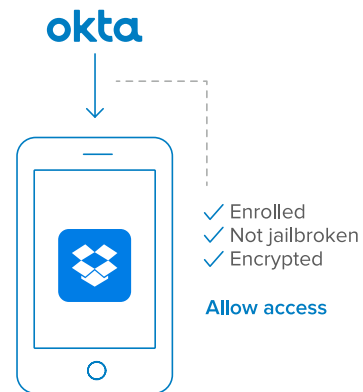 okta
Enrolled
Not jailbroken
Encrypted
Allow access